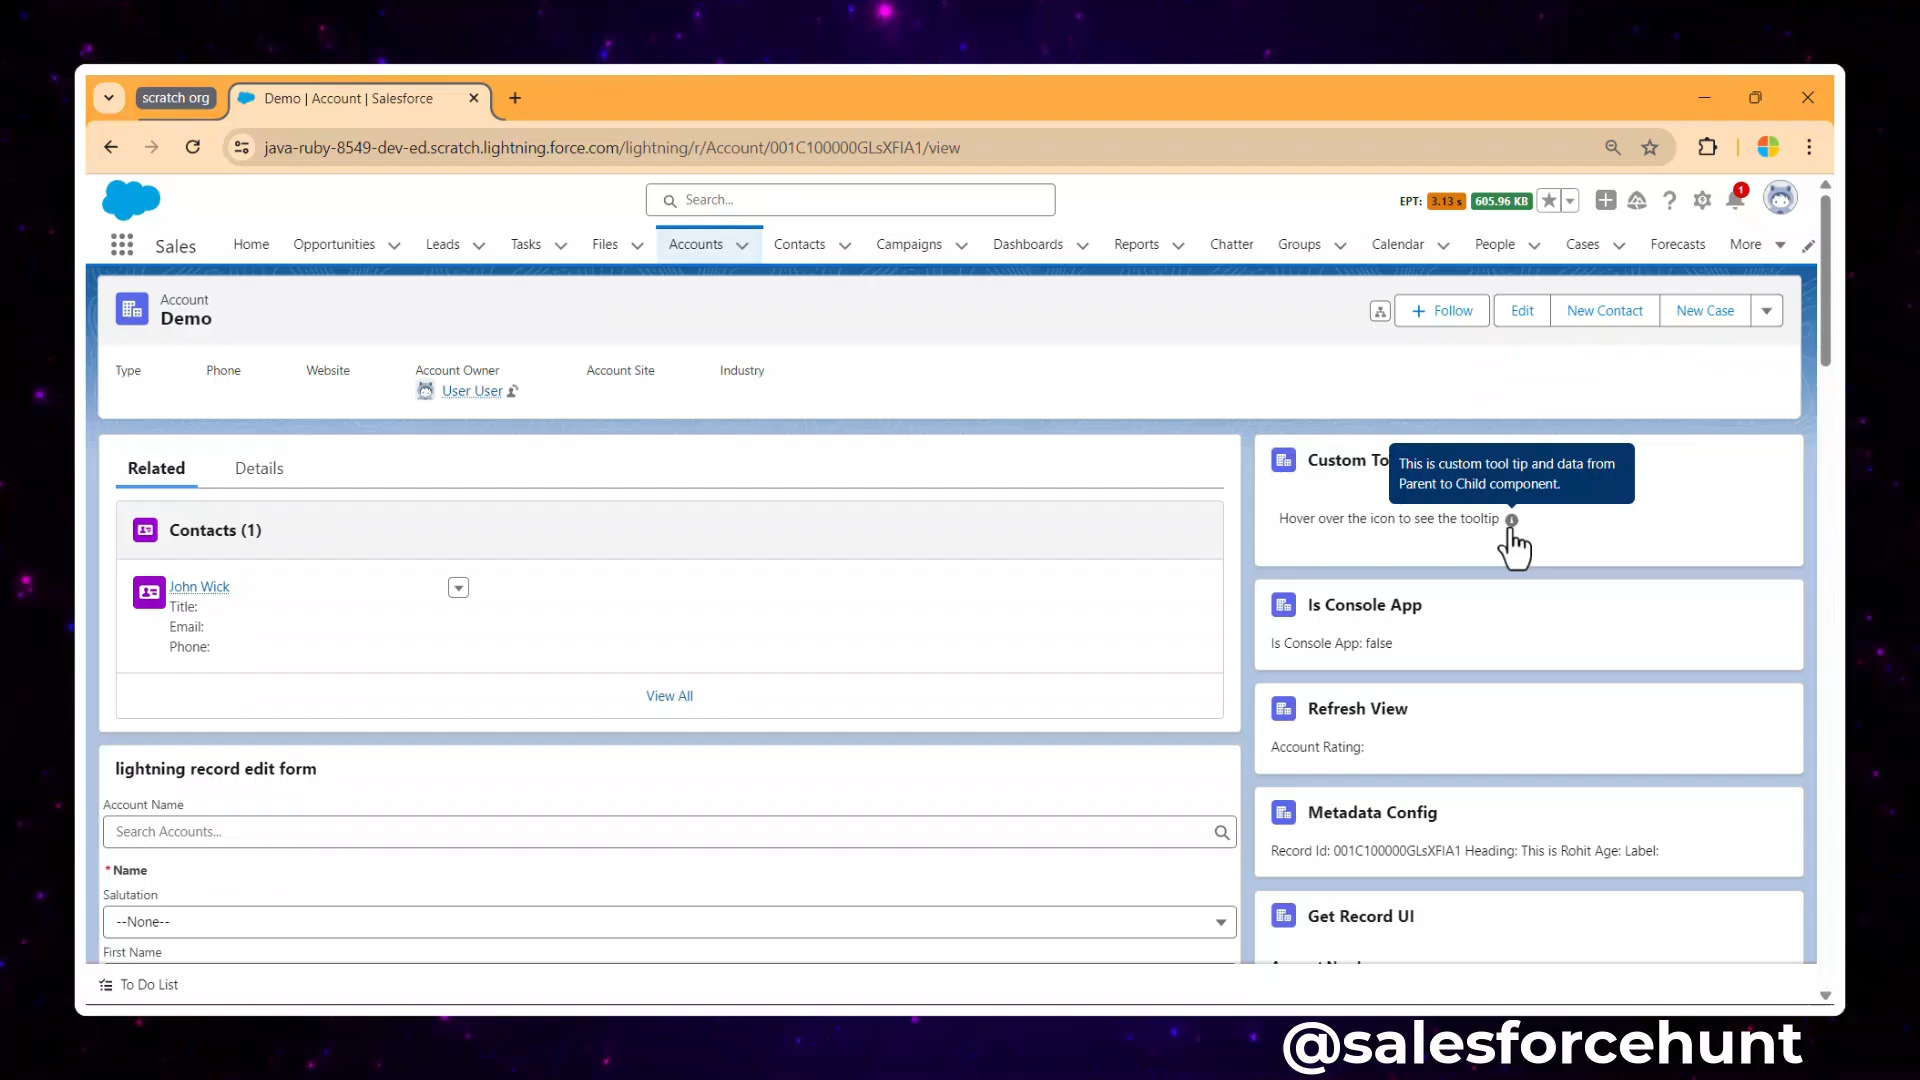 scratch org
Demo | Account | Salesforce
java-ruby-8549-dev-ed.scratch.lightning.force.com/lightning/r/Account/001C100000GLsXFIA1/view
Search...
EPT: 3.13 s 605.96 KB
1
Sales
Home
Opportunities
Leads
Tasks
Files
Accounts
Contacts
Campaigns
Dashboards
Reports
Chatter
Groups
Calendar
People
Cases
Forecasts
More
Account
Demo
Follow
Edit
New Contact
New Case
Type
Phone
Website
Account Owner
User User
Account Site
Industry
Related
Details
Contacts (1)
John Wick
Title:
Email:
Phone:
View All
lightning record edit form
Account Name
Search Accounts...
* Name
Salutation
--None--
First Name
Custom To
This is custom tool tip and data from
Parent to Child component.
Hover over the icon to see the tooltip
Is Console App
Is Console App: false
Refresh View
Account Rating:
Metadata Config
Record Id: 001C100000GLsXFIA1 Heading: This is Rohit Age: Label:
Get Record UI
To Do List
@salesforcehunt